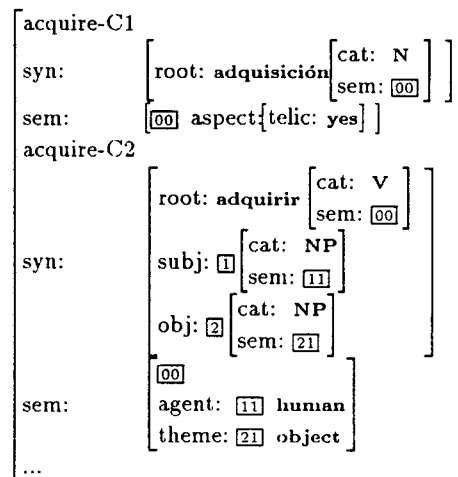 acquire-C1
cat: N
syn: root: adquisición
sem: 00
sem: 00 aspect: telic: yes
acquire-C2
cat: V
root: adquirir
sem: 00
cat: NP
syn: subj: 1
sem: 11
cat: NP
obj: 2
sem: 21
00
sem: agent: 11 human
theme: 21 object
...